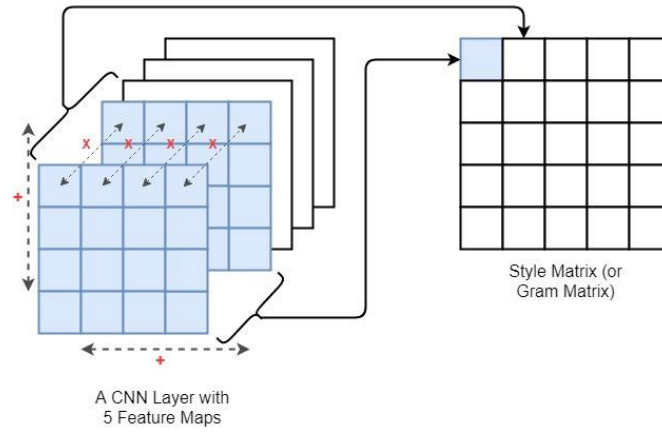 X X X X
+
+
Style Matrix (or
Gram Matrix)
A CNN Layer with
5 Feature Maps